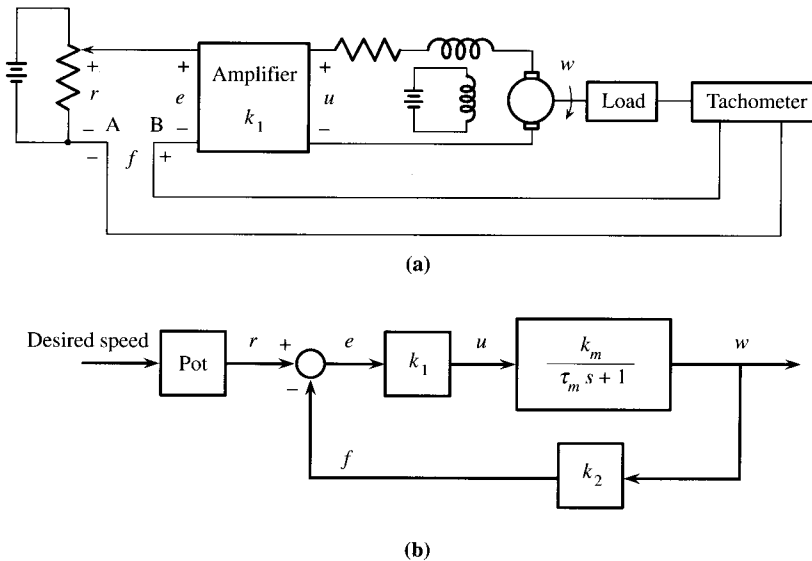 w
+ + +
Amplifier
Load
Tachometer
r e k₁ u
− A B − −
− f +
(a)
Desired speed
Pot
r + e k₁ u
kₘ
τₘ s + 1
w
−
f
k₂
(b)